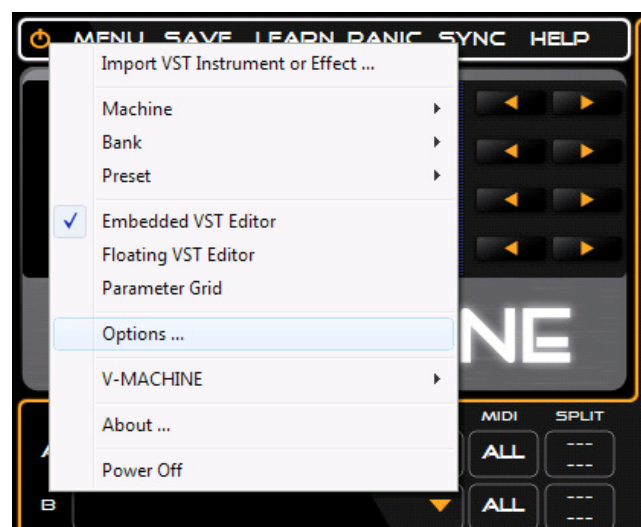 MENU SAVE LEARN PANIC SYNC HELP
Import VST Instrument or Effect ...
Machine
Bank
Preset
Embedded VST Editor
Floating VST Editor
Parameter Grid
Options ...
NE
V-MACHINE
About ...
Power Off
MIDI SPLIT
A ALL --- ---
B ALL --- ---